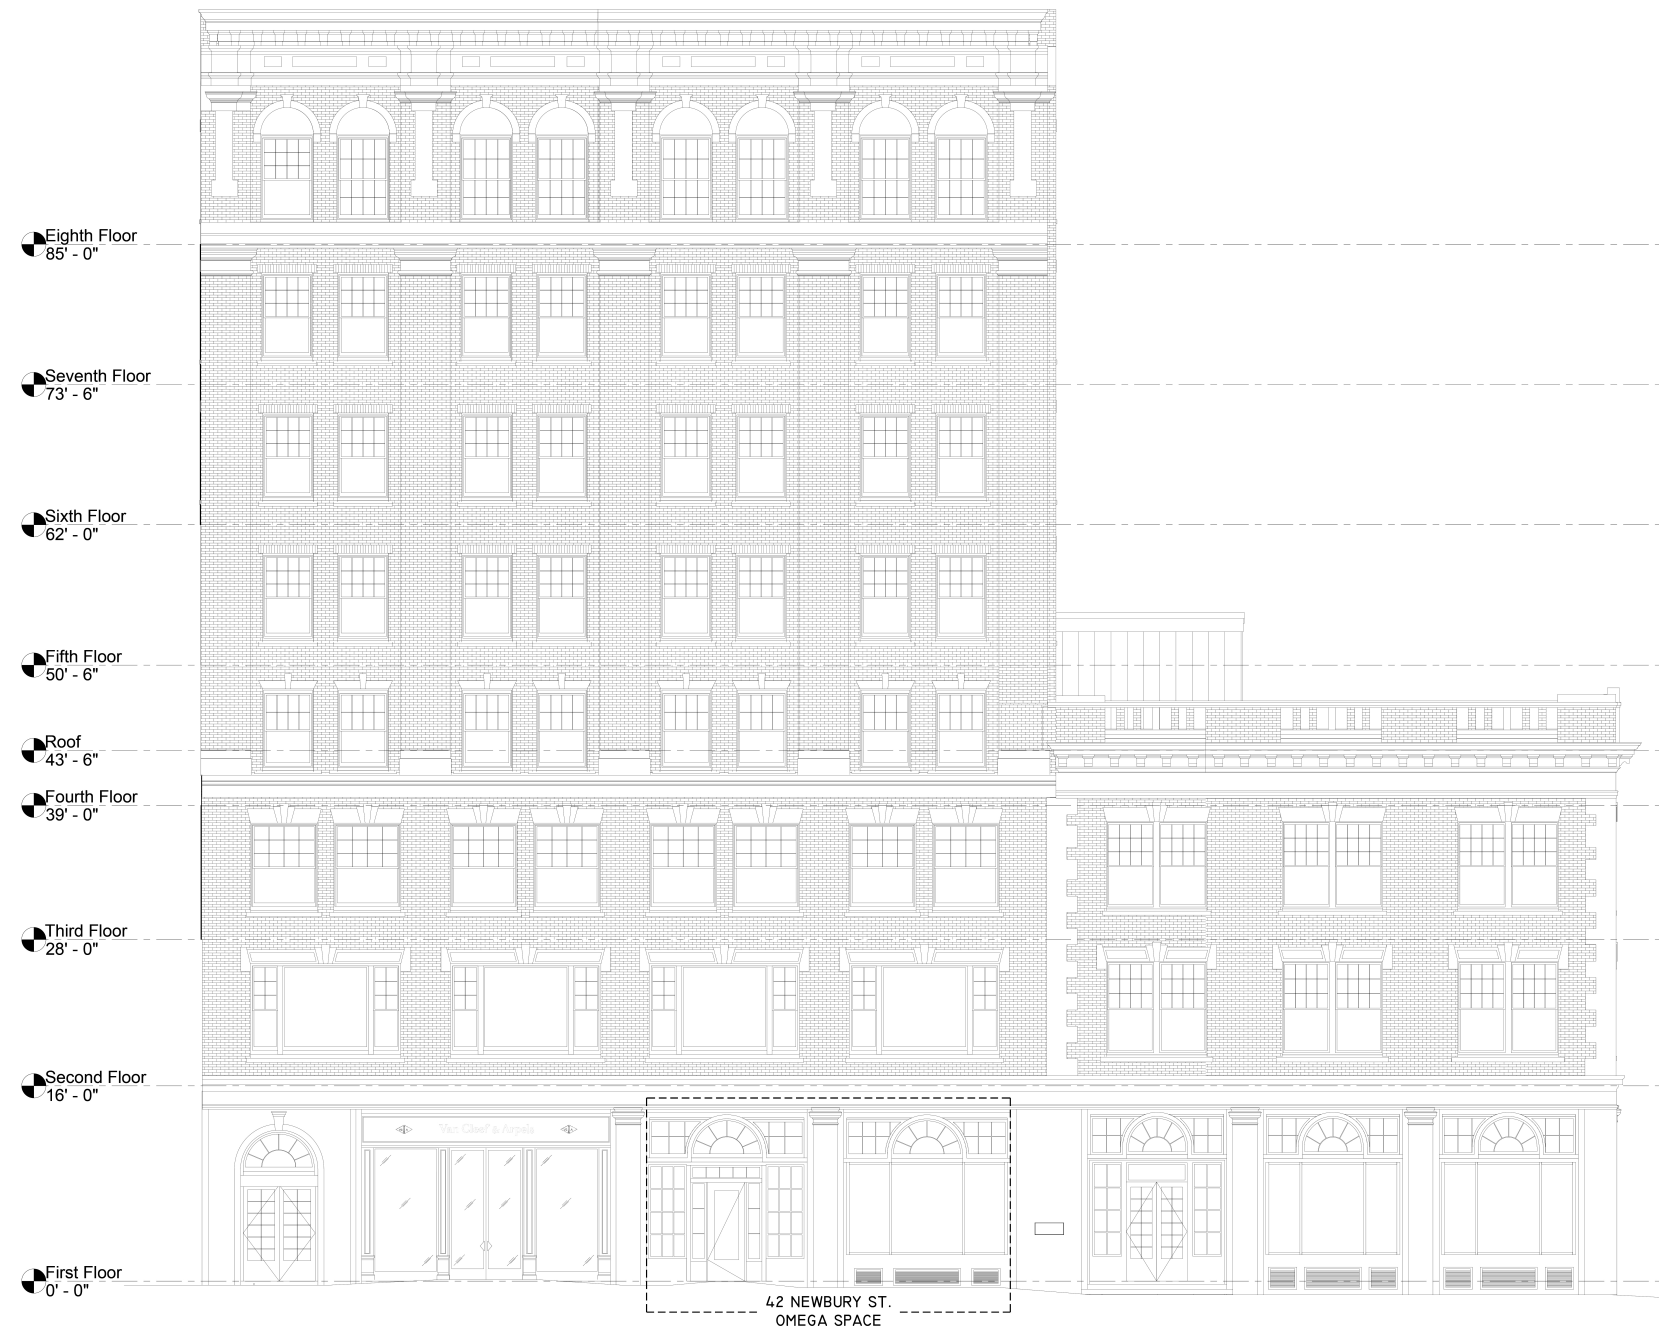 Eighth Floor
85' - 0"
Seventh Floor
73' - 6"
Sixth Floor
62' - 0"
Fifth Floor
50' - 6"
Roof
43' - 6"
Fourth Floor
39' - 0"
Third Floor
28' - 0"
Second Floor
16' - 0"
Van Cleef & Arpels
First Floor
0' - 0"
42 NEWBURY ST.
OMEGA SPACE